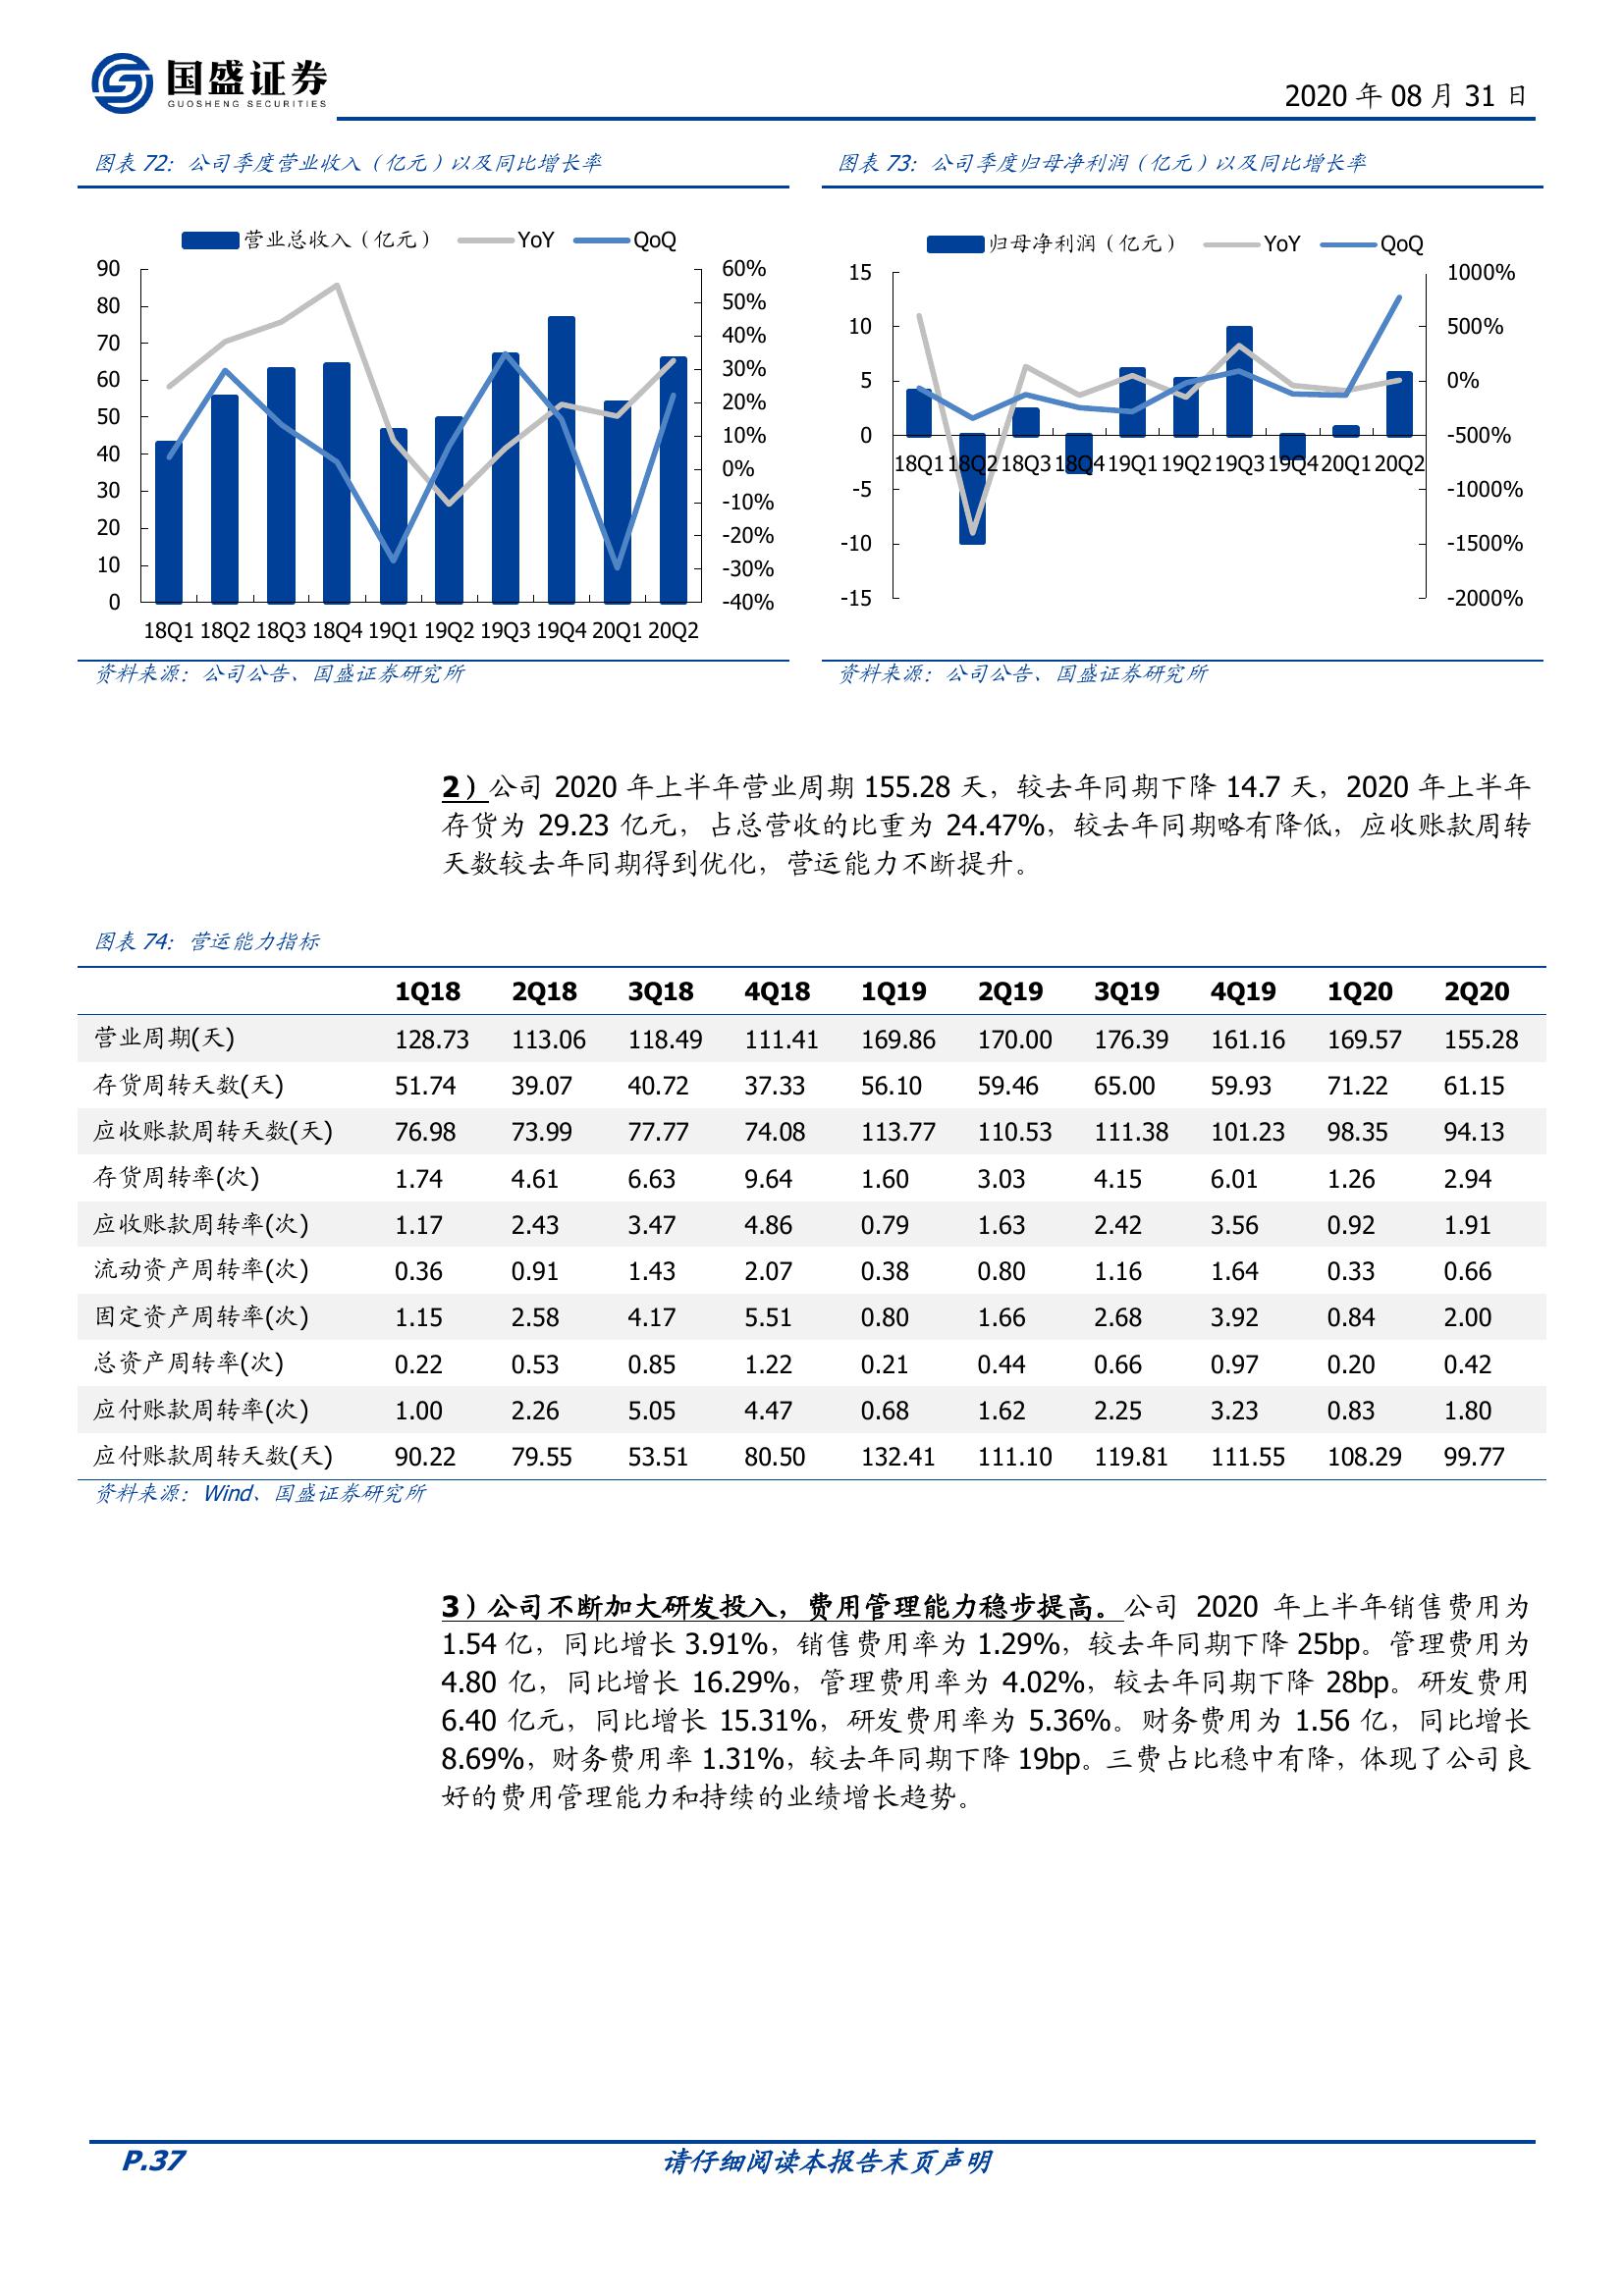 国盛证券
GUOSHENG SECURITIES
2020 年 08 月 31 日
图表 72：公司季度营业收入（亿元）以及同比增长率
营业总收入（亿元） YoY QoQ
90 60%
80 50%
70 40%
60 30%
50 20%
40 10%
30 0%
20 -10%
10 -20%
0 -30%
-40%
18Q1 18Q2 18Q3 18Q4 19Q1 19Q2 19Q3 19Q4 20Q1 20Q2
资料来源：公司公告、国盛证券研究所
图表 73：公司季度归母净利润（亿元）以及同比增长率
归母净利润（亿元） YoY QoQ
15 1000%
10 500%
5 0%
0 -500%
18Q1 18Q2 18Q3 18Q4 19Q1 19Q2 19Q3 19Q4 20Q1 20Q2
-5 -1000%
-10 -1500%
-15 -2000%
资料来源：公司公告、国盛证券研究所
2）公司 2020 年上半年营业周期 155.28 天，较去年同期下降 14.7 天，2020 年上半年
存货为 29.23 亿元，占总营收的比重为 24.47%，较去年同期略有降低，应收账款周转
天数较去年同期得到优化，营运能力不断提升。
图表 74：营运能力指标
1Q18 2Q18 3Q18 4Q18 1Q19 2Q19 3Q19 4Q19 1Q20 2Q20
营业周期(天) 128.73 113.06 118.49 111.41 169.86 170.00 176.39 161.16 169.57 155.28
存货周转天数(天) 51.74 39.07 40.72 37.33 56.10 59.46 65.00 59.93 71.22 61.15
应收账款周转天数(天) 76.98 73.99 77.77 74.08 113.77 110.53 111.38 101.23 98.35 94.13
存货周转率(次) 1.74 4.61 6.63 9.64 1.60 3.03 4.15 6.01 1.26 2.94
应收账款周转率(次) 1.17 2.43 3.47 4.86 0.79 1.63 2.42 3.56 0.92 1.91
流动资产周转率(次) 0.36 0.91 1.43 2.07 0.38 0.80 1.16 1.64 0.33 0.66
固定资产周转率(次) 1.15 2.58 4.17 5.51 0.80 1.66 2.68 3.92 0.84 2.00
总资产周转率(次) 0.22 0.53 0.85 1.22 0.21 0.44 0.66 0.97 0.20 0.42
应付账款周转率(次) 1.00 2.26 5.05 4.47 0.68 1.62 2.25 3.23 0.83 1.80
应付账款周转天数(天) 90.22 79.55 53.51 80.50 132.41 111.10 119.81 111.55 108.29 99.77
资料来源：Wind、国盛证券研究所
3）公司不断加大研发投入，费用管理能力稳步提高。公司 2020 年上半年销售费用为
1.54 亿，同比增长 3.91%，销售费用率为 1.29%，较去年同期下降 25bp。管理费用为
4.80 亿，同比增长 16.29%，管理费用率为 4.02%，较去年同期下降 28bp。研发费用
6.40 亿元，同比增长 15.31%，研发费用率为 5.36%。财务费用为 1.56 亿，同比增长
8.69%，财务费用率 1.31%，较去年同期下降 19bp。三费占比稳中有降，体现了公司良
好的费用管理能力和持续的业绩增长趋势。
P.37 请仔细阅读本报告末页声明